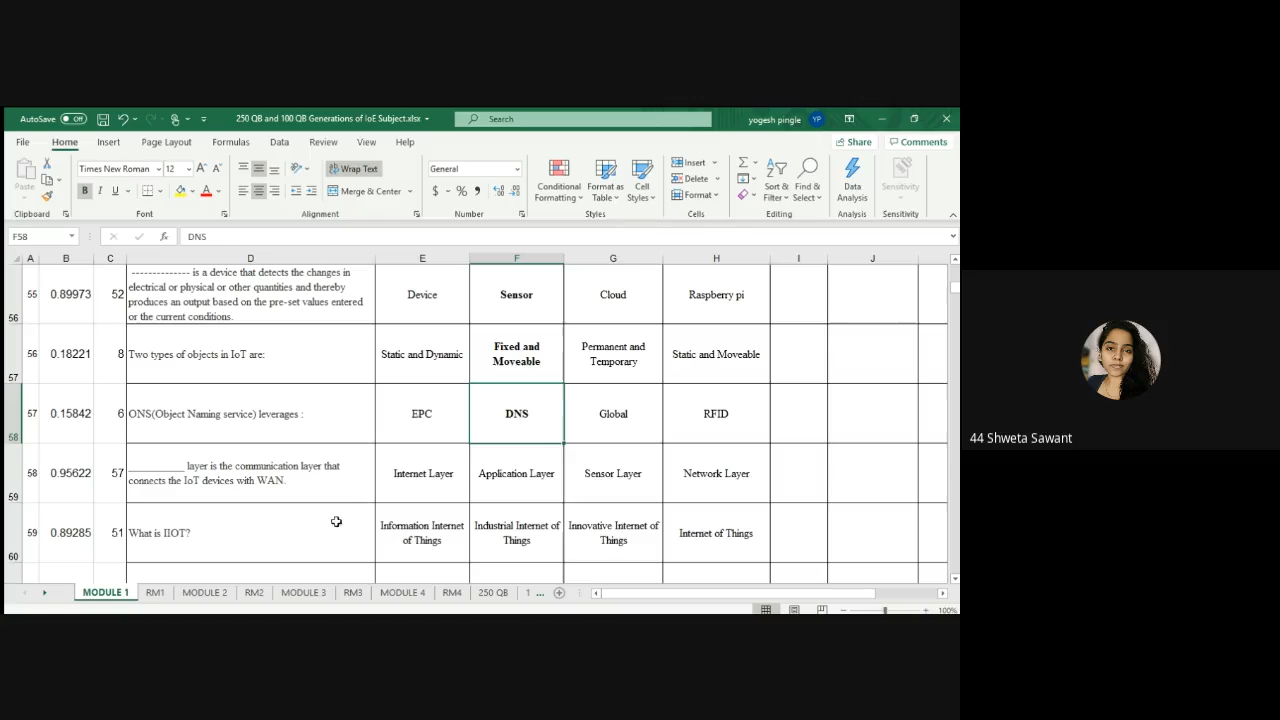 AutoSave Off 250 QB and 100 QB Generations of IoE Subject.xlsx Search yogesh pingle YP
File Home Insert Page Layout Formulas Data Review View Help Share Comments
Paste Times New Roman 12 Wrap Text General Conditional Formatting Format as Table Cell Styles Insert Sort & Filter Find & Select Data Analysis Sensitivity
B I U Merge & Center $ % Delete
Format
Clipboard Font Alignment Number Styles Cells Editing Analysis Sensitivity
F58 fx DNS
A B C D E F G H I J
56 55 0.89973 52 -------------- is a device that detects the changes in
electrical or physical or other quantities and thereby
produces an output based on the pre-set values entered
or the current conditions.
Device Sensor Cloud Raspberry pi
57 56 0.18221 8 Two types of objects in IoT are: Static and Dynamic Fixed and Moveable Permanent and Temporary Static and Moveable
58 57 0.15842 6 ONS(Object Naming service) leverages : EPC DNS Global RFID
59 58 0.95622 57 __________ layer is the communication layer that
connects the IoT devices with WAN.
Internet Layer Application Layer Sensor Layer Network Layer
60 59 0.89285 51 What is IIOT? Information Internet of Things Industrial Internet of Things Innovative Internet of Things Internet of Things
MODULE 1 RM1 MODULE 2 RM2 MODULE 3 RM3 MODULE 4 RM4 250 QB 1 ...
100%
44 Shweta Sawant